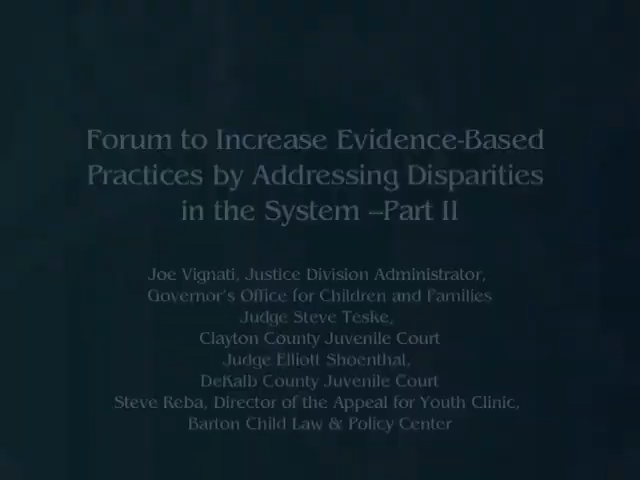 Forum to Increase Evidence-Based
Practices by Addressing Disparities
in the System –Part II
Joe Vignati, Justice Division Administrator,
Governor's Office for Children and Families
Judge Steve Teske,
Clayton County Juvenile Court
Judge Elliott Shoenthal,
DeKalb County Juvenile Court
Steve Reba, Director of the Appeal for Youth Clinic,
Barton Child Law & Policy Center